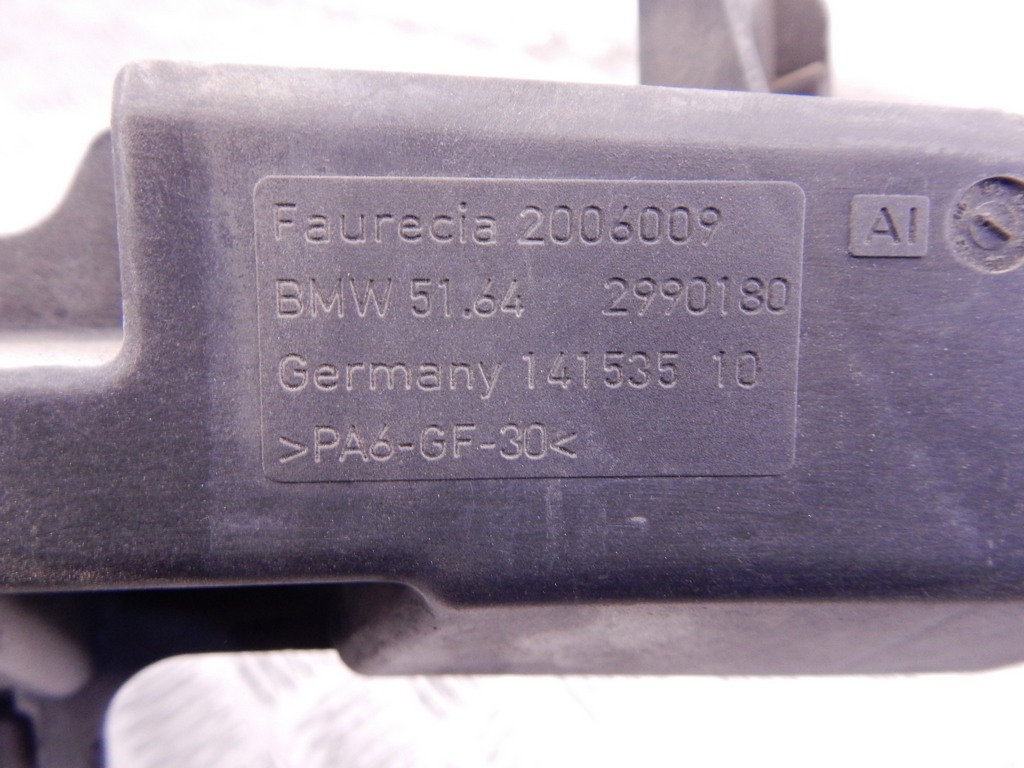 Faurecia 2006009
BMW 51.64 2990180
Germany 141535 10
>PA6-GF-30<
AI